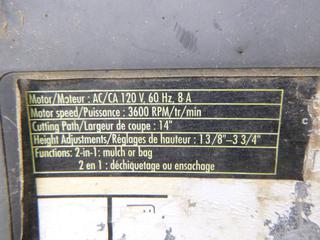 Motor/Moteur : AC/CA 120 V, 60 Hz, 8 A
Motor speed/Puissance : 3600 RPM/tr/min
Cutting Path/Largeur de coupe : 14"
Height Adjustments/Réglages de hauteur : 1 3/8"–3 3/4"
Functions: 2-in-1: mulch or bag
2 en 1 : déchiquetage ou ensachage